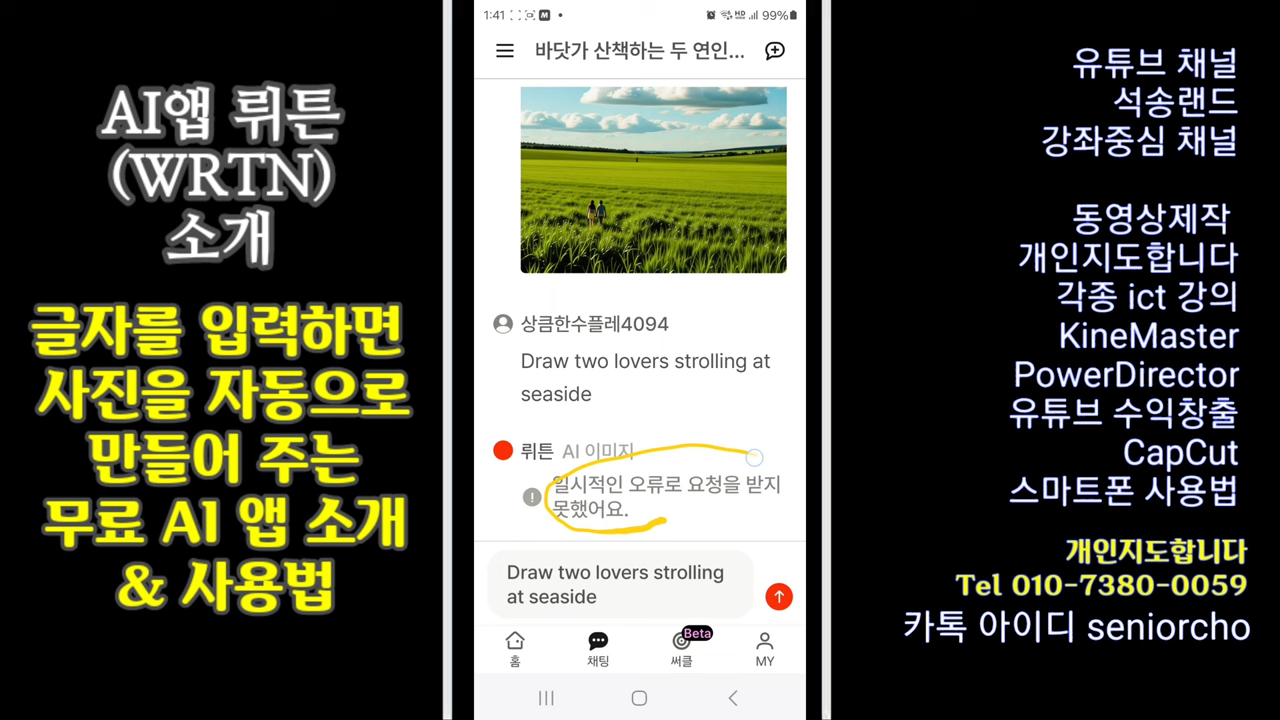 AI앱 뤼튼
(WRTN)
소개
글자를 입력하면
사진을 자동으로
만들어 주는
무료 AI 앱 소개
& 사용법
1:41
M
HD
99%
바닷가 산책하는 두 연인...
상큼한수플레4094
Draw two lovers strolling at
seaside
뤼튼 AI 이미지
일시적인 오류로 요청을 받지
못했어요.
Draw two lovers strolling
at seaside
Beta
홈 채팅 써클 MY
유튜브 채널
석송랜드
강좌중심 채널
동영상제작
개인지도합니다
각종 ict 강의
KineMaster
PowerDirector
유튜브 수익창출
CapCut
스마트폰 사용법
개인지도합니다
Tel 010-7380-0059
카톡 아이디 seniorcho